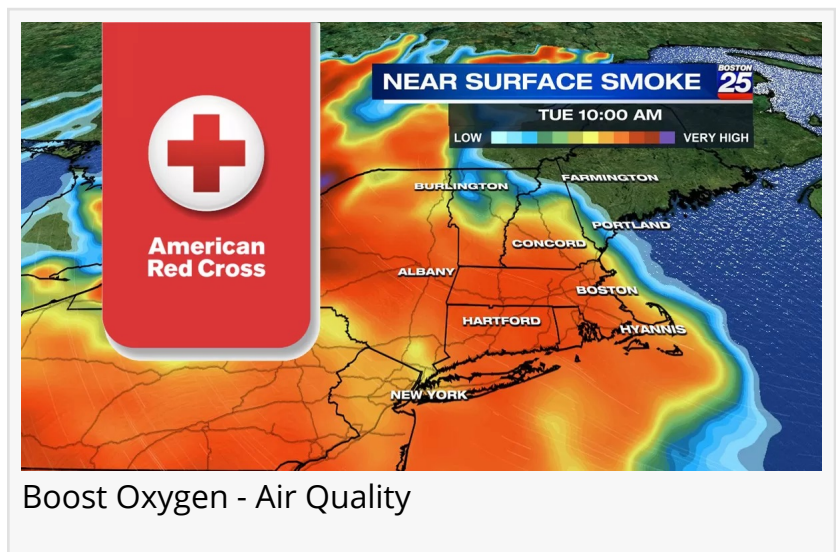 BOSTON
25
NEAR SURFACE SMOKE
TUE 10:00 AM
LOW
VERY HIGH
American
Red Cross
BURLINGTON
FARMINGTON
PORTLAND
CONCORD
ALBANY
BOSTON
HARTFORD
HYANNIS
NEW YORK
Boost Oxygen - Air Quality